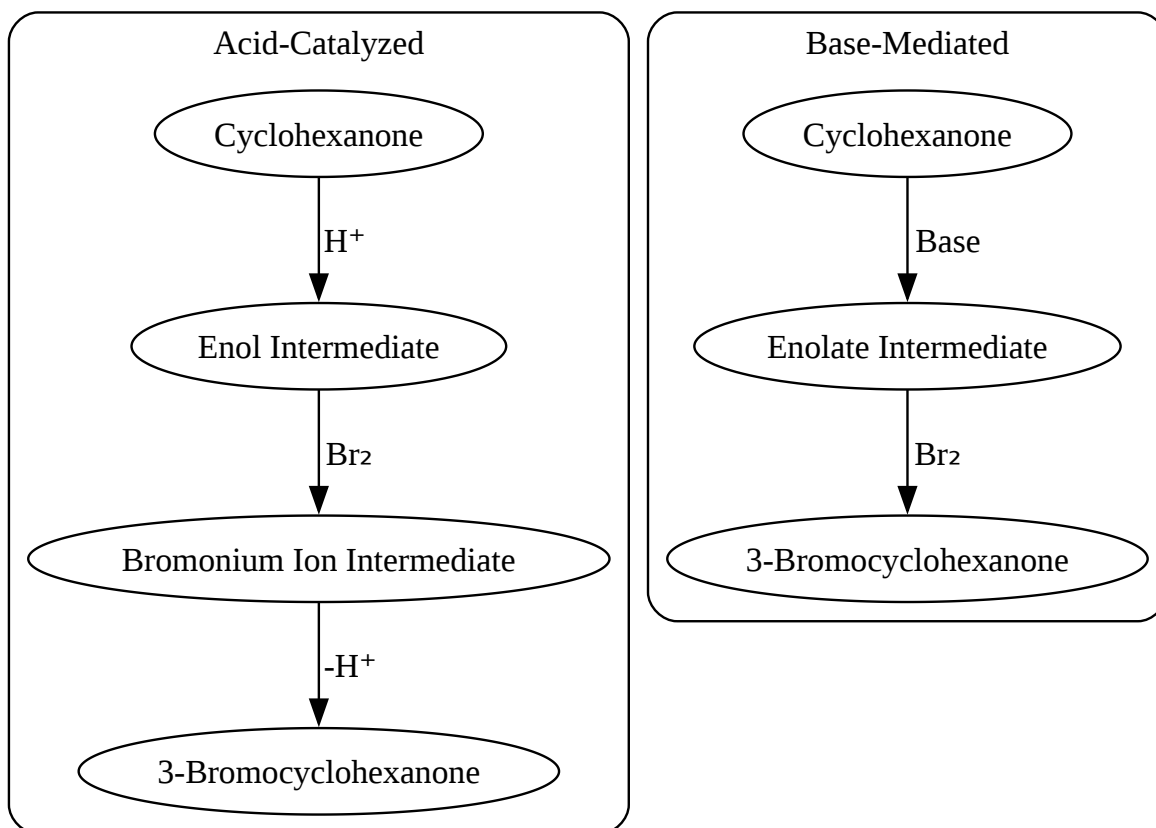 Acid-Catalyzed
Cyclohexanone
H⁺
Enol Intermediate
Br₂
Bromonium Ion Intermediate
-H⁺
3-Bromocyclohexanone
Base-Mediated
Cyclohexanone
Base
Enolate Intermediate
Br₂
3-Bromocyclohexanone